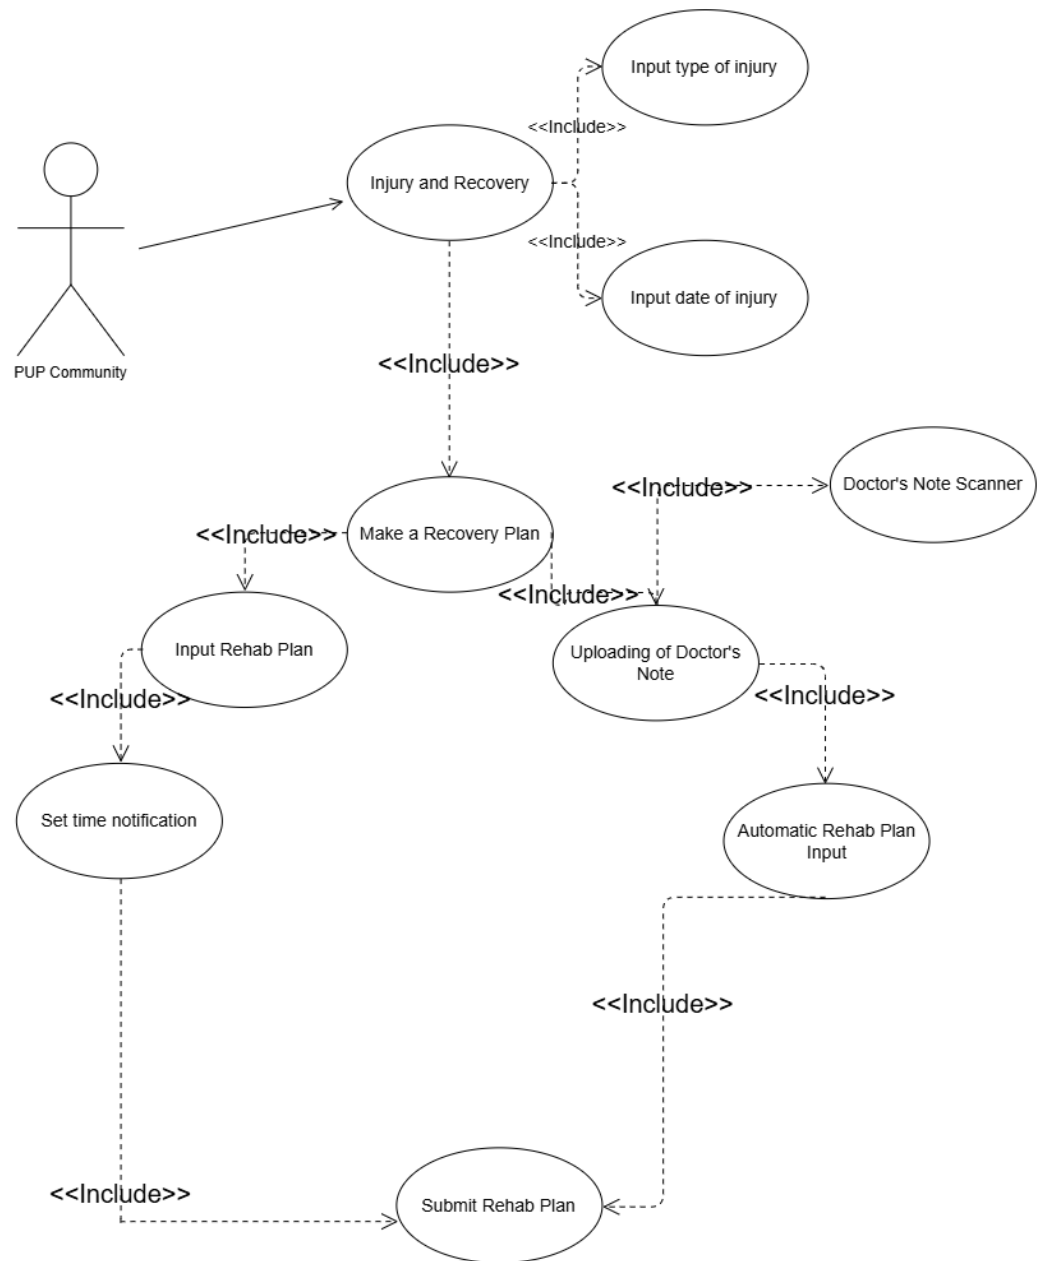 Input type of injury
<<Include>>
Injury and Recovery
<<Include>>
Input date of injury
<<Include>>
PUP Community
Doctor's Note Scanner
<<Include>>
Make a Recovery Plan
<<Include>>
<<Include>>
Input Rehab Plan
Uploading of Doctor's
Note
<<Include>>
<<Include>>
Set time notification
Automatic Rehab Plan
Input
<<Include>>
<<Include>>
Submit Rehab Plan